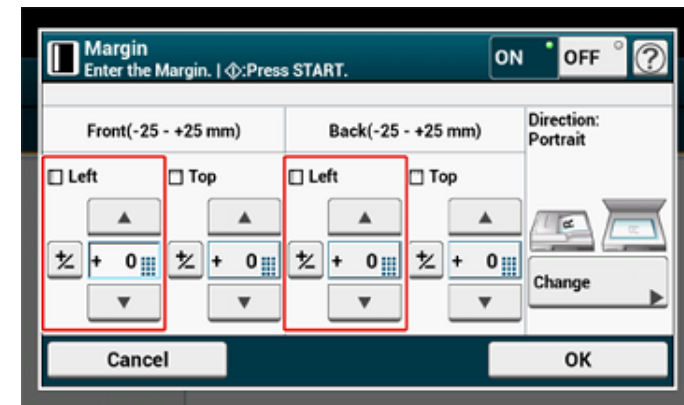 Margin
Enter the Margin. | :Press START.
ON
OFF
?
Front(-25 - +25 mm)
Back(-25 - +25 mm)
Direction:
Portrait
Left
Top
Left
Top
+ 0
+ 0
+ 0
+ 0
Change
Cancel
OK